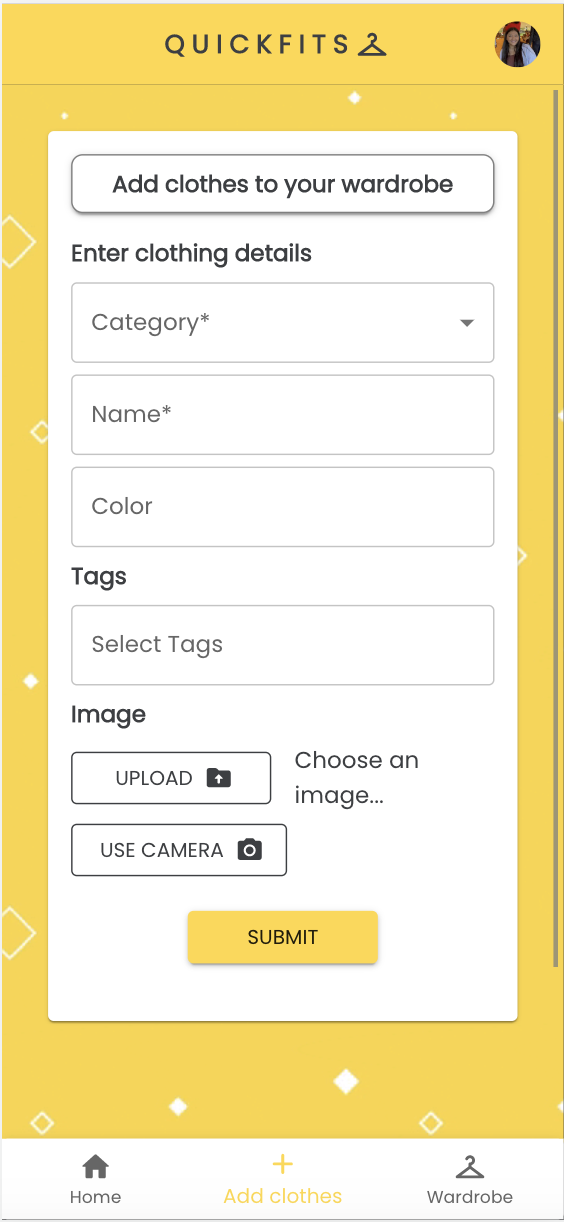 QUICKFITS
Add clothes to your wardrobe
Enter clothing details
Category*
Name*
Color
Tags
Select Tags
Image
UPLOAD
Choose an
image...
USE CAMERA
SUBMIT
Home
Add clothes
Wardrobe